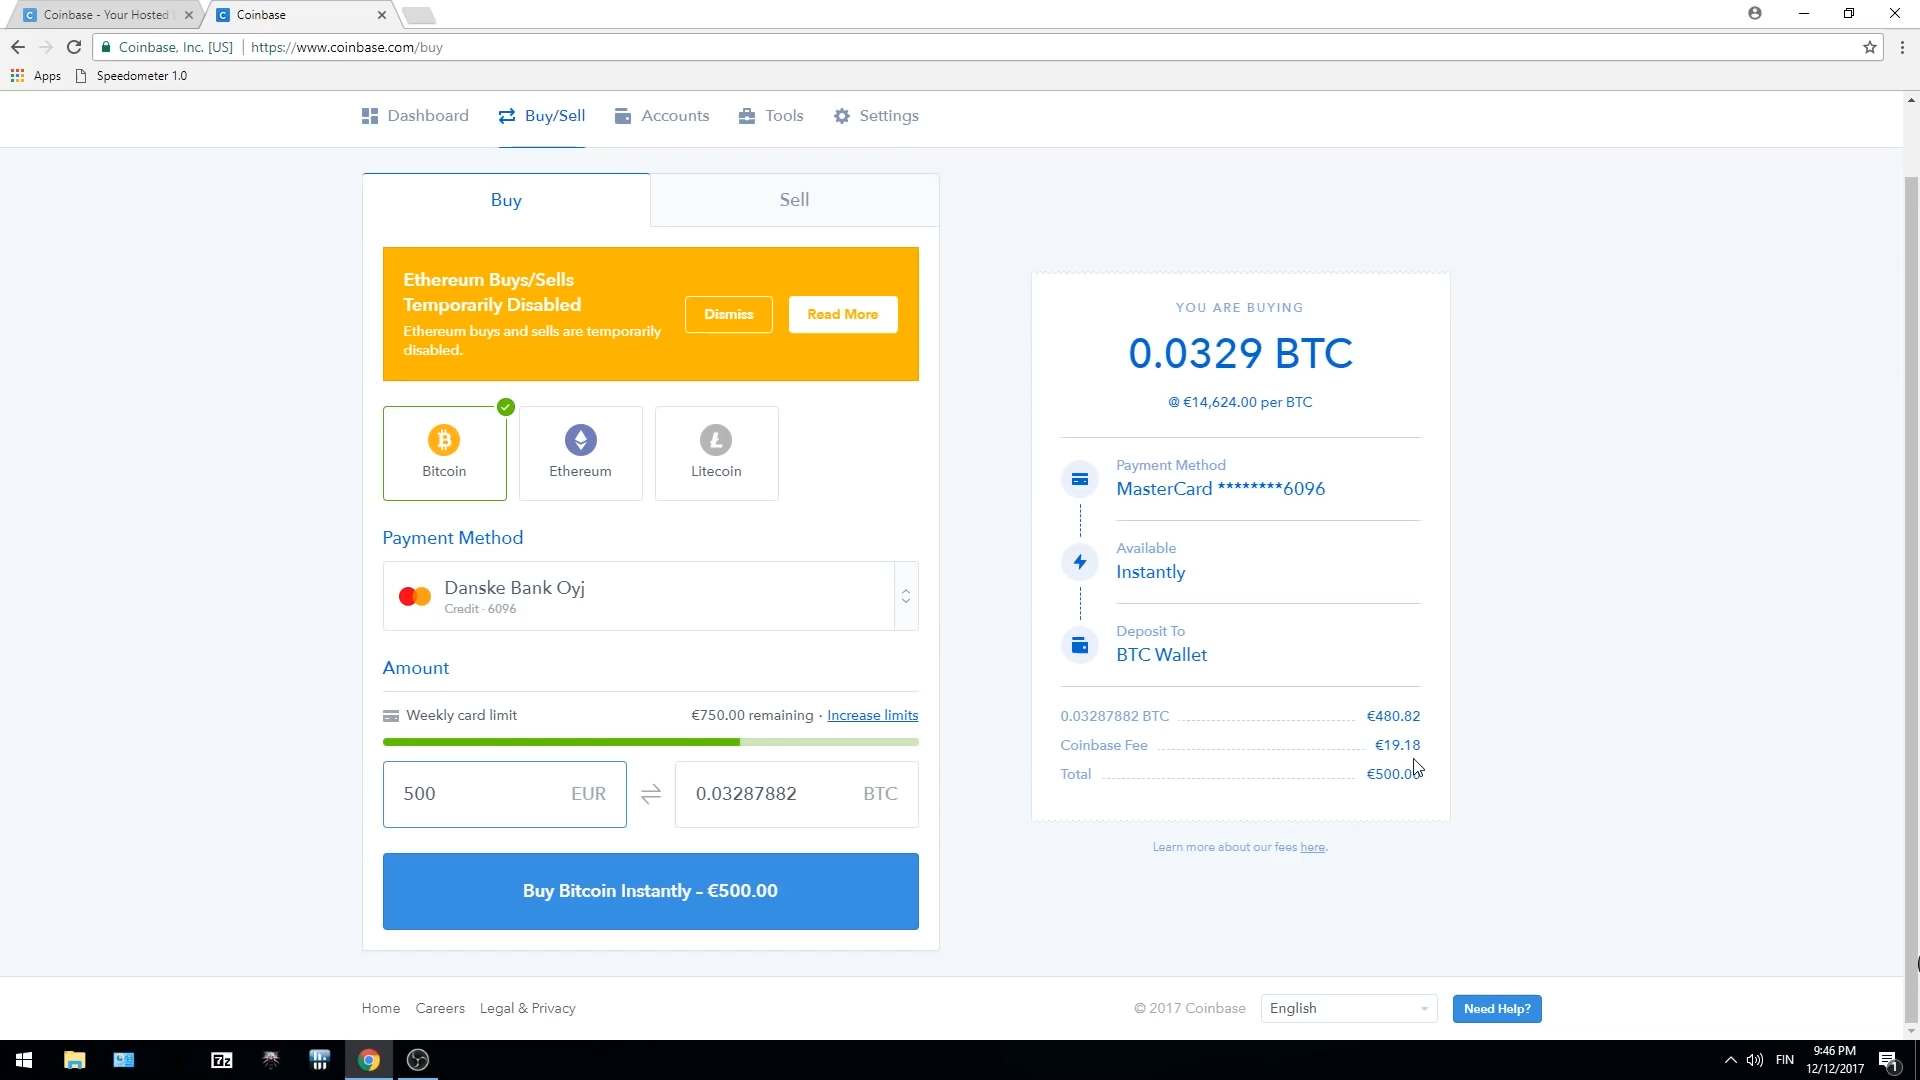 Coinbase - Your Hosted
Coinbase
Coinbase, Inc. [US] https://www.coinbase.com/buy
Apps Speedometer 1.0
Dashboard Buy/Sell Accounts Tools Settings
Buy Sell
Ethereum Buys/Sells
Temporarily Disabled
Ethereum buys and sells are temporarily
disabled.
Dismiss Read More
Bitcoin Ethereum Litecoin
Payment Method
Danske Bank Oyj
Credit · 6096
Amount
Weekly card limit €750.00 remaining · Increase limits
500 EUR 0.03287882 BTC
Buy Bitcoin Instantly - €500.00
YOU ARE BUYING
0.0329 BTC
@ €14,624.00 per BTC
Payment Method
MasterCard ********6096
Available
Instantly
Deposit To
BTC Wallet
0.03287882 BTC €480.82
Coinbase Fee €19.18
Total €500.00
Learn more about our fees here.
Home Careers Legal & Privacy
© 2017 Coinbase English Need Help?
7z
FIN
9:46 PM
12/12/2017
1